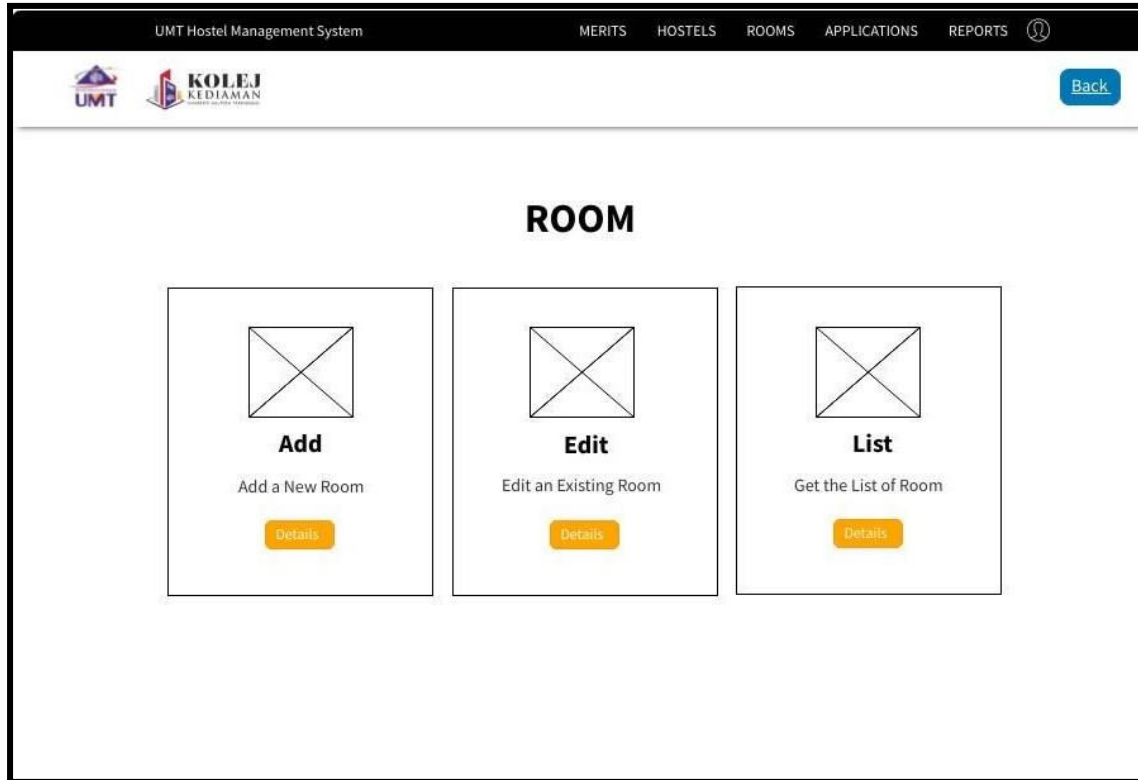 UMT Hostel Management System MERITS HOSTELS ROOMS APPLICATIONS REPORTS
UMT KOLEJ KEDIAMAN
Back
ROOM
Add Edit List
Add a New Room Edit an Existing Room Get the List of Room
Details Details Details